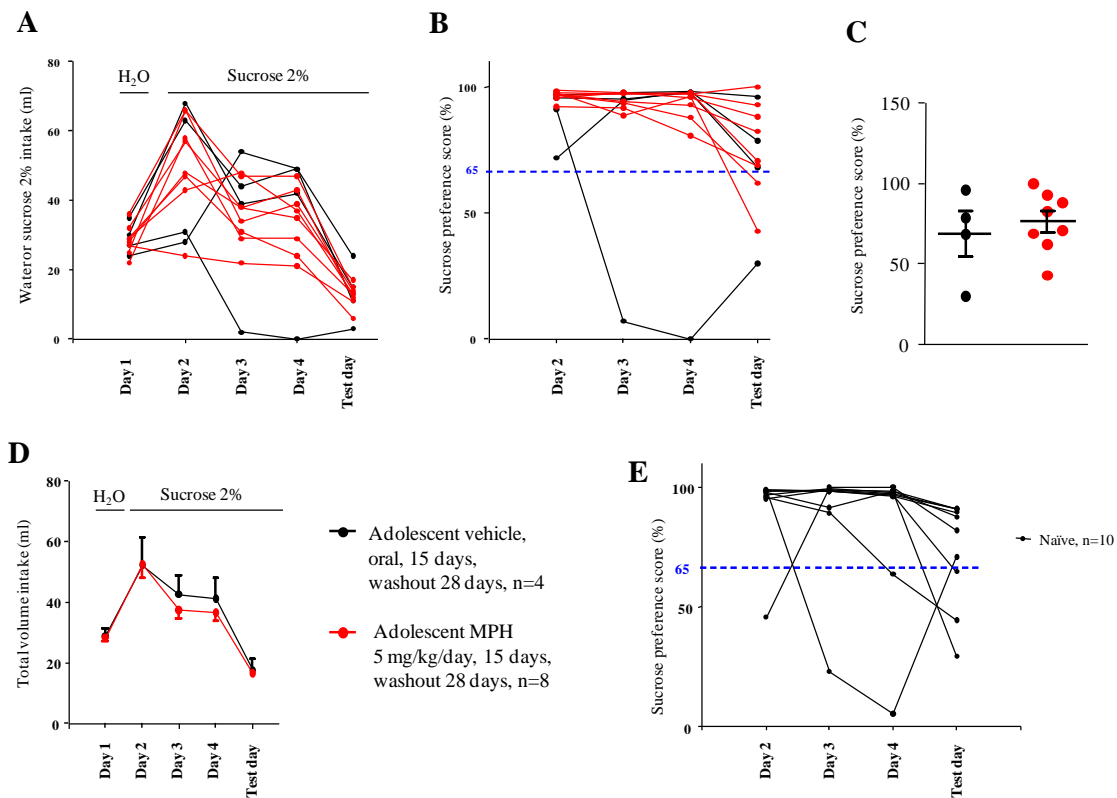 A
H₂O
Sucrose 2%
Wateror sucrose 2% intake (ml)
80
60
40
20
0
Day 1
Day 2
Day 3
Day 4
Test day
B
Sucrose preference score (%)
100
65
50
0
Day 2
Day 3
Day 4
Test day
C
Sucrose preference score (%)
150
100
50
0
D
H₂O
Sucrose 2%
Total volume intake (ml)
80
60
40
20
0
Day 1
Day 2
Day 3
Day 4
Test day
Adolescent vehicle,
oral, 15 days,
washout 28 days, n=4
Adolescent MPH
5 mg/kg/day, 15 days,
washout 28 days, n=8
E
Sucrose preference score (%)
100
65
50
0
Day 2
Day 3
Day 4
Test day
Naïve, n=10